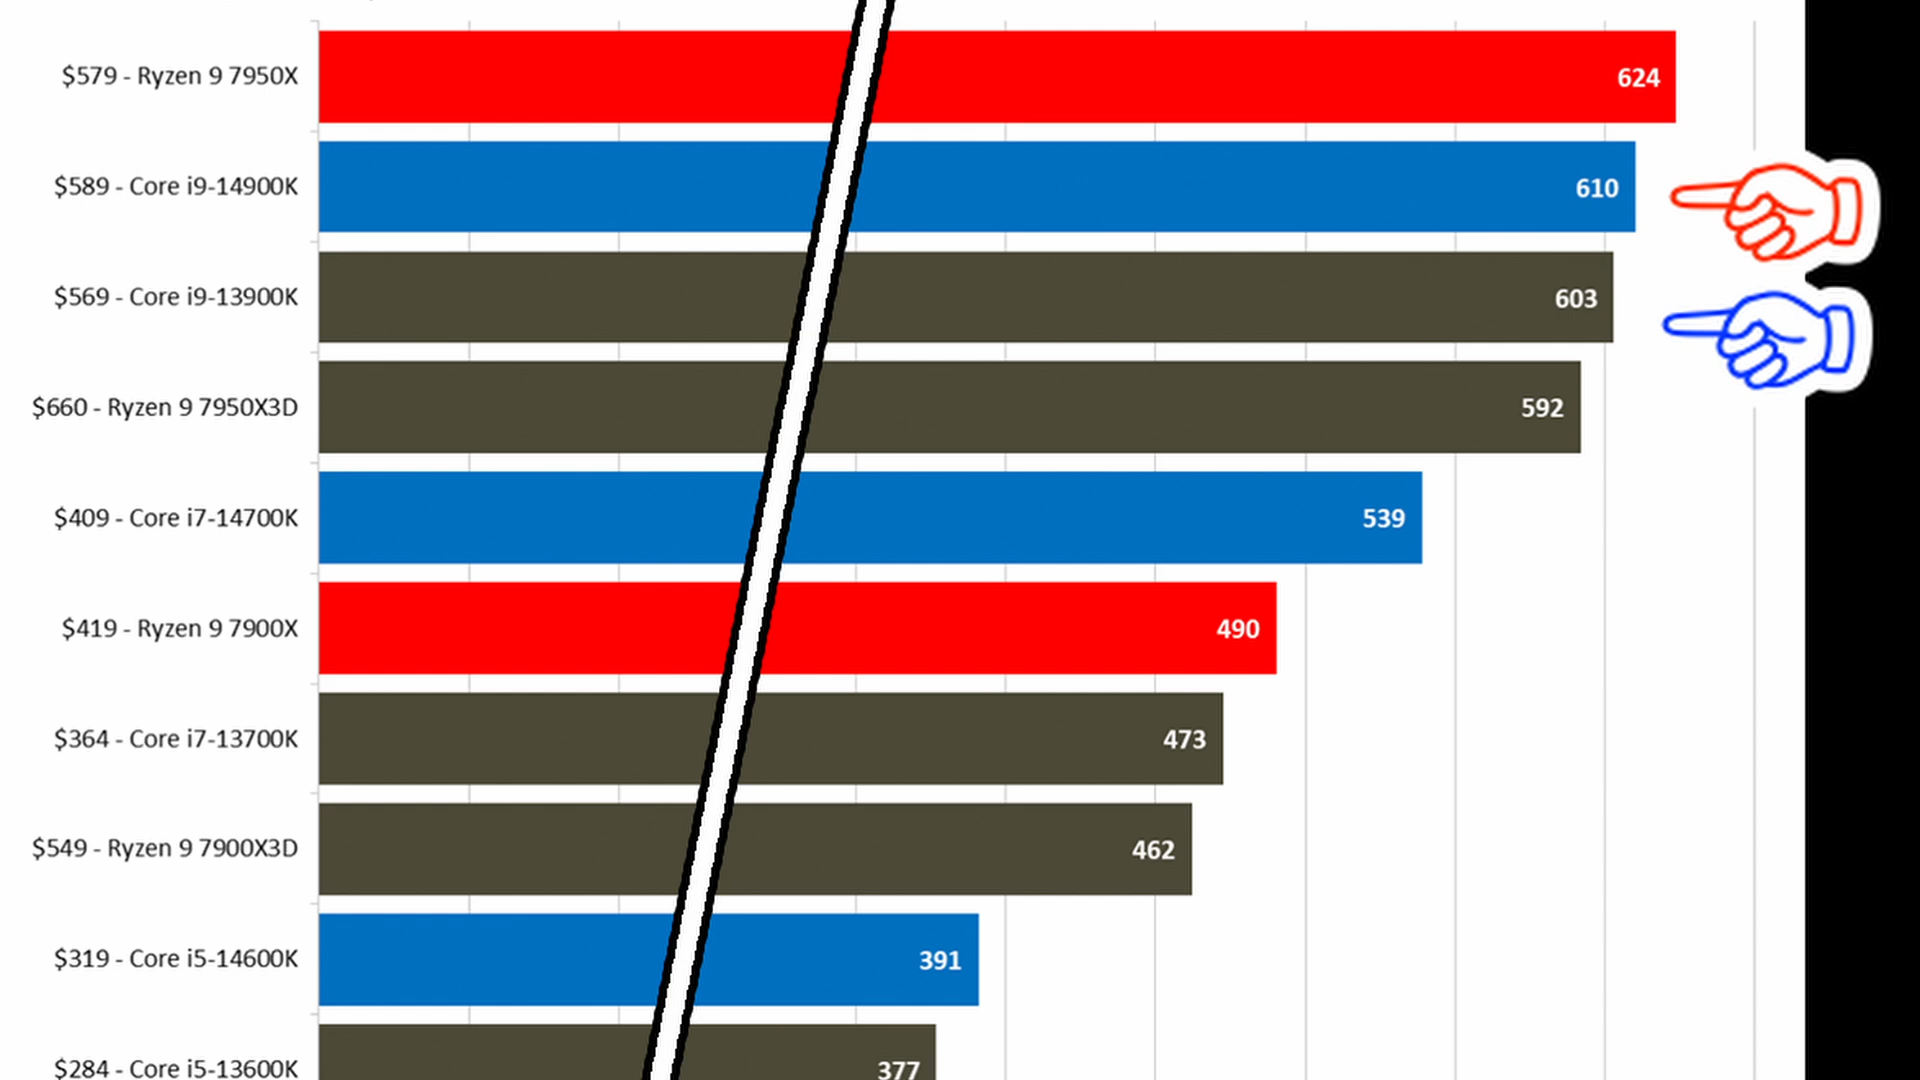 $579 - Ryzen 9 7950X 624
$589 - Core i9-14900K 610
$569 - Core i9-13900K 603
$660 - Ryzen 9 7950X3D 592
$409 - Core i7-14700K 539
$419 - Ryzen 9 7900X 490
$364 - Core i7-13700K 473
$549 - Ryzen 9 7900X3D 462
$319 - Core i5-14600K 391
$284 - Core i5-13600K 377